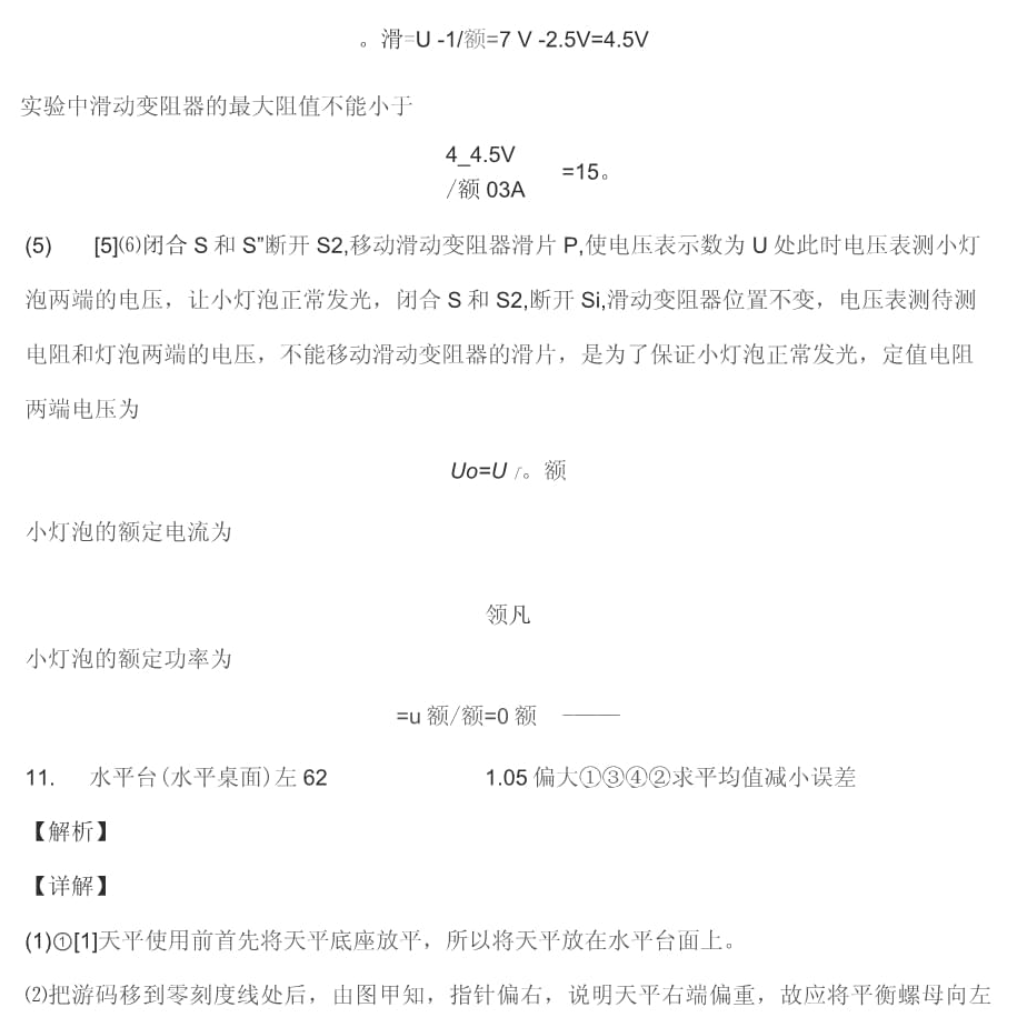 。滑=U -1/额=7 V -2.5V=4.5V
实验中滑动变阻器的最大阻值不能小于
4_4.5V
=15。
/额 03A
(5) [5]⑹闭合 S 和 S"断开 S2,移动滑动变阻器滑片 P,使电压表示数为 U 处此时电压表测小灯
泡两端的电压，让小灯泡正常发光，闭合 S 和 S2,断开 Si,滑动变阻器位置不变，电压表测待测
电阻和灯泡两端的电压，不能移动滑动变阻器的滑片，是为了保证小灯泡正常发光，定值电阻
两端电压为
Uo=U /。额
小灯泡的额定电流为
领凡
小灯泡的额定功率为
=u 额/额=0 额 ——
11. 水平台(水平桌面)左 62 1.05 偏大①③④②求平均值减小误差
【解析】
【详解】
(1)①[1]天平使用前首先将天平底座放平，所以将天平放在水平台面上。
⑵把游码移到零刻度线处后，由图甲知，指针偏右，说明天平右端偏重，故应将平衡螺母向左